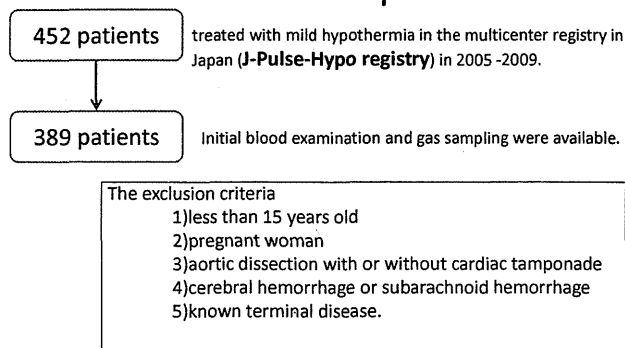 452 patients
treated with mild hypothermia in the multicenter registry in
Japan (J-Pulse-Hypo registry) in 2005 -2009.
389 patients
Initial blood examination and gas sampling were available.
The exclusion criteria
1)less than 15 years old
2)pregnant woman
3)aortic dissection with or without cardiac tamponade
4)cerebral hemorrhage or subarachnoid hemorrhage
5)known terminal disease.